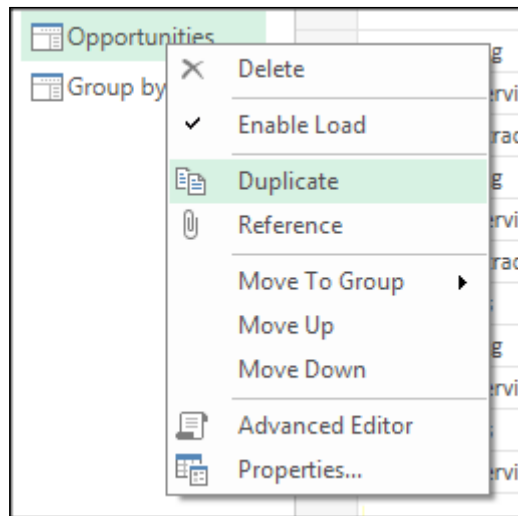 Opportunities
Group by
Delete
Enable Load
Duplicate
Reference
Move To Group
Move Up
Move Down
Advanced Editor
Properties...